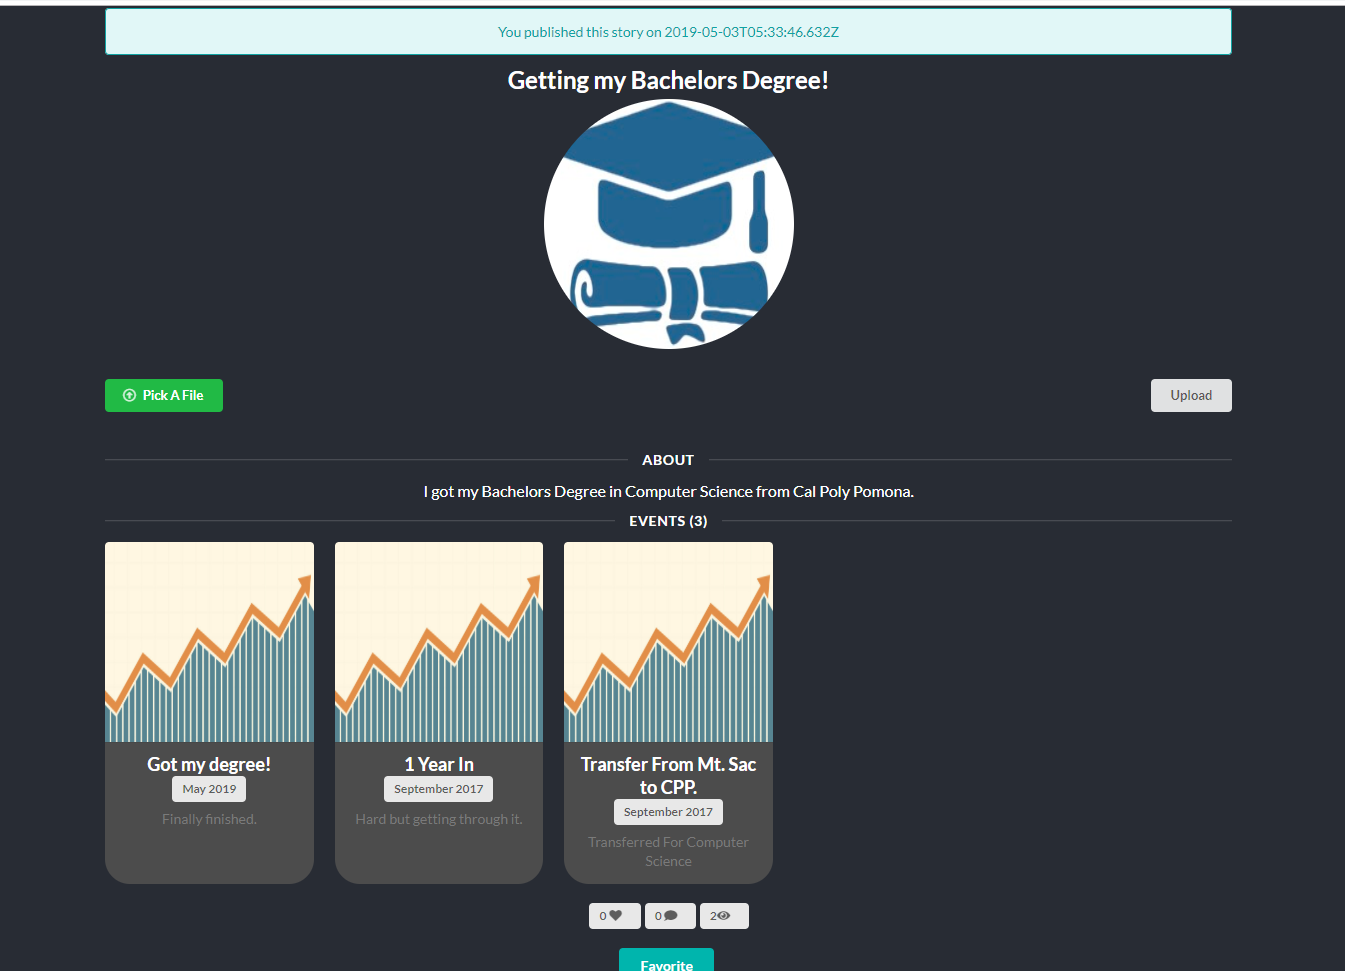 You published this story on 2019-05-03T05:33:46.632Z
Getting my Bachelors Degree!
Pick A File
Upload
ABOUT
I got my Bachelors Degree in Computer Science from Cal Poly Pomona.
EVENTS (3)
Got my degree!
May 2019
Finally finished.
1 Year In
September 2017
Hard but getting through it.
Transfer From Mt. Sac
to CPP.
September 2017
Transferred For Computer
Science
0
0
2
Favorite